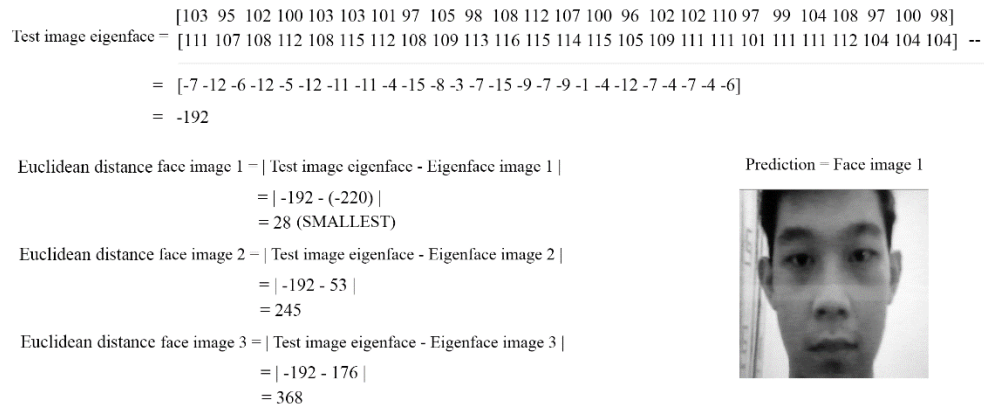 [103 95 102 100 103 103 101 97 105 98 108 112 107 100 96 102 102 110 97 99 104 108 97 100 98]
Test image eigenface =
[111 107 108 112 108 115 112 108 109 113 116 115 114 115 105 109 111 111 101 111 111 112 104 104 104] --
= [-7 -12 -6 -12 -5 -12 -11 -11 -4 -15 -8 -3 -7 -15 -9 -7 -9 -1 -4 -12 -7 -4 -7 -4 -6]
= -192
Euclidean distance face image 1 = | Test image eigenface - Eigenface image 1 |
= | -192 - (-220) |
= 28 (SMALLEST)
Euclidean distance face image 2 = | Test image eigenface - Eigenface image 2 |
= | -192 - 53 |
= 245
Euclidean distance face image 3 = | Test image eigenface - Eigenface image 3 |
= | -192 - 176 |
= 368
Prediction = Face image 1